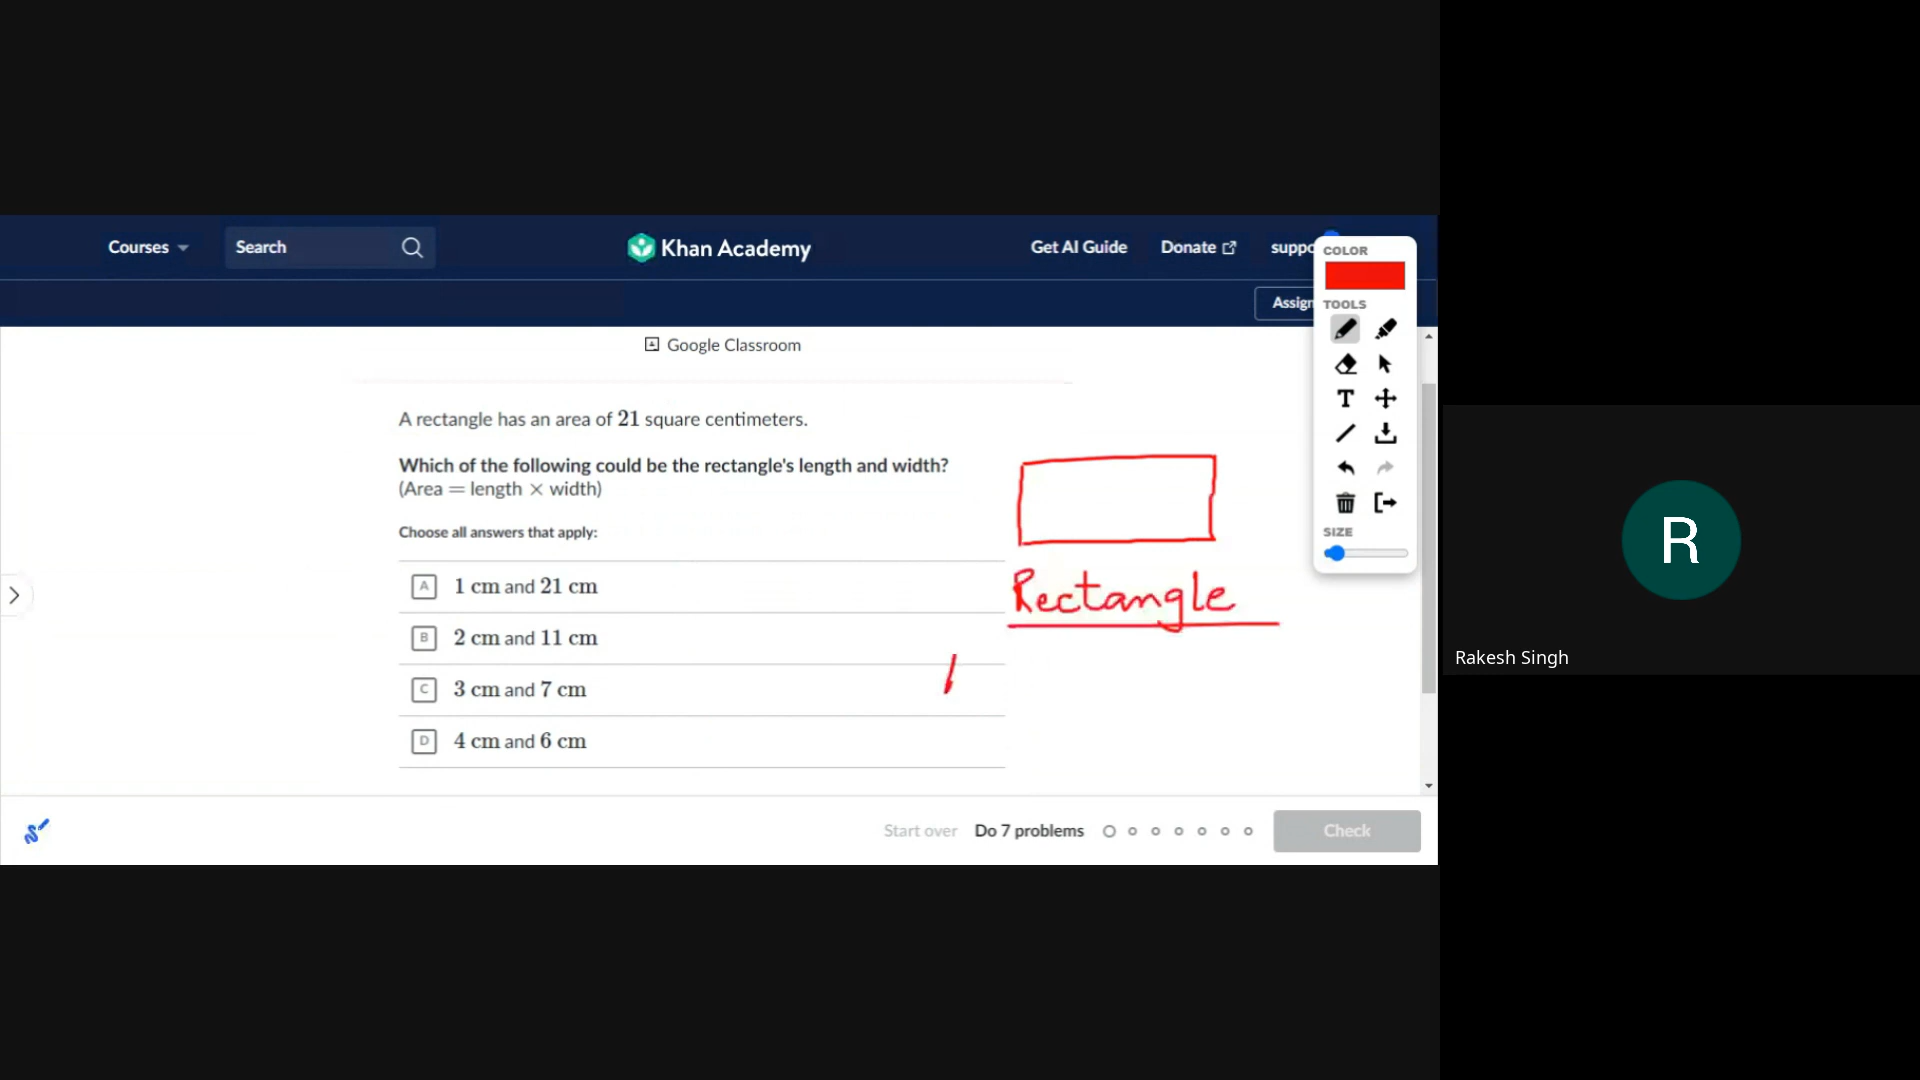 Courses
Search
Khan Academy
Get AI Guide
Donate
suppo
Assign
COLOR
TOOLS
SIZE
Google Classroom
A rectangle has an area of 21 square centimeters.
Which of the following could be the rectangle's length and width?
(Area = length × width)
Choose all answers that apply:
A 1 cm and 21 cm
B 2 cm and 11 cm
C 3 cm and 7 cm
D 4 cm and 6 cm
Rectangle
Start over Do 7 problems
Check
R
Rakesh Singh